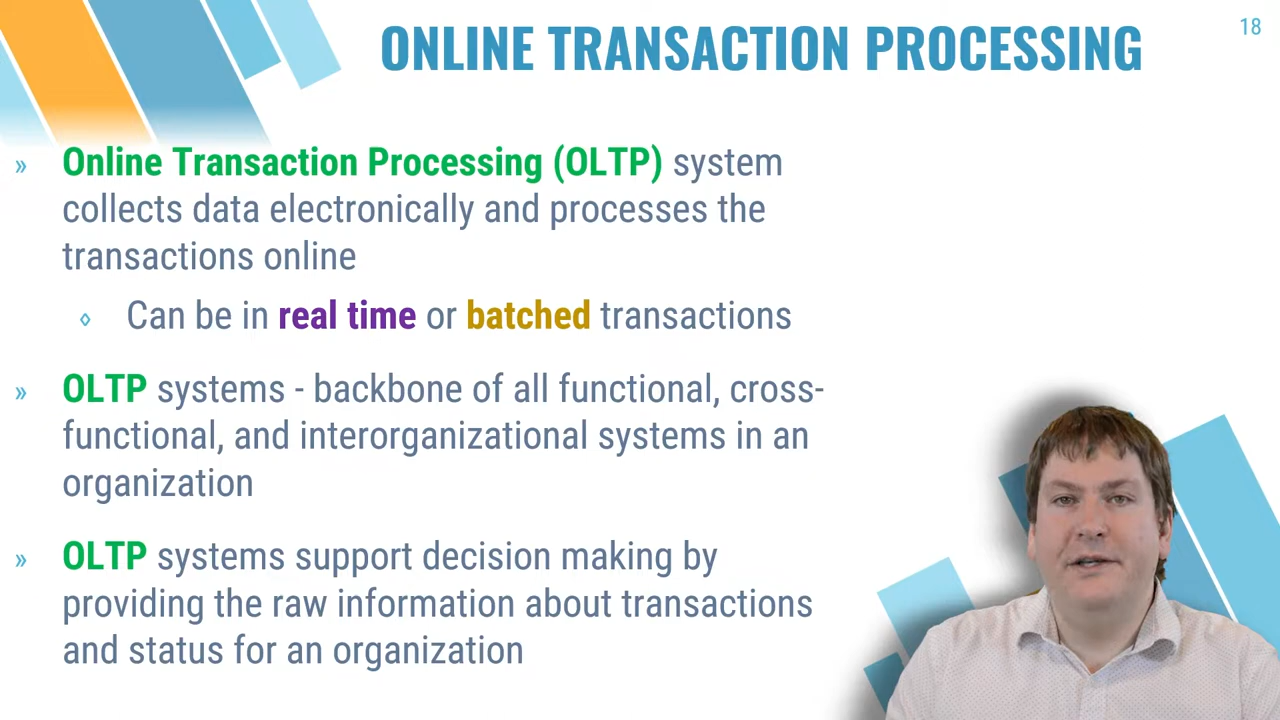 18
ONLINE TRANSACTION PROCESSING
» Online Transaction Processing (OLTP) system
collects data electronically and processes the
transactions online
◊ Can be in real time or batched transactions
» OLTP systems - backbone of all functional, cross-
functional, and interorganizational systems in an
organization
» OLTP systems support decision making by
providing the raw information about transactions
and status for an organization